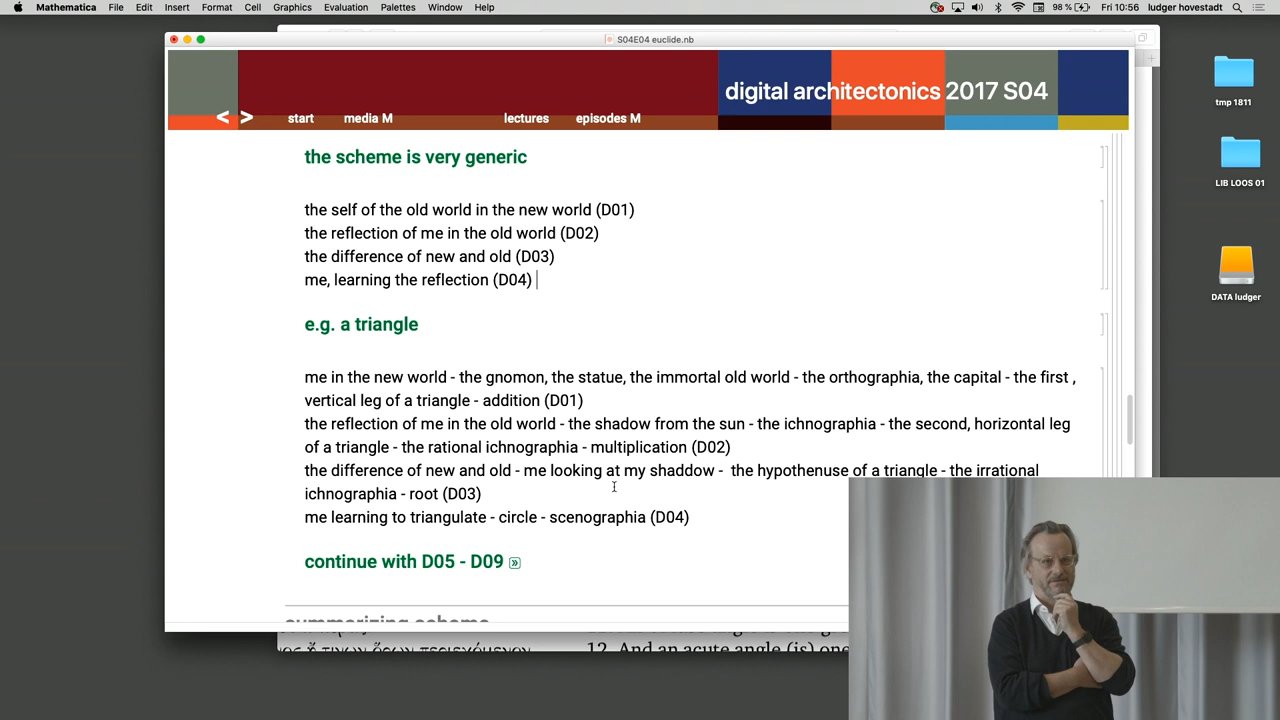 Mathematica File Edit Insert Format Cell Graphics Evaluation Palettes Window Help 98 % Fri 10:56 ludger hovestadt
S04E04 euclide.nb
digital architectonics 2017 S04
< > start media M lectures episodes M
tmp 1811
LIB LOOS 01
DATA ludger
the scheme is very generic
the self of the old world in the new world (D01)
the reflection of me in the old world (D02)
the difference of new and old (D03)
me, learning the reflection (D04)
e.g. a triangle
me in the new world - the gnomon, the statue, the immortal old world - the orthographia, the capital - the first ,
vertical leg of a triangle - addition (D01)
the reflection of me in the old world - the shadow from the sun - the ichnographia - the second, horizontal leg
of a triangle - the rational ichnographia - multiplication (D02)
the difference of new and old - me looking at my shaddow - the hypothenuse of a triangle - the irrational
ichnographia - root (D03)
me learning to triangulate - circle - scenographia (D04)
continue with D05 - D09 »
summarizing scheme
12. And an acute angle (is) one